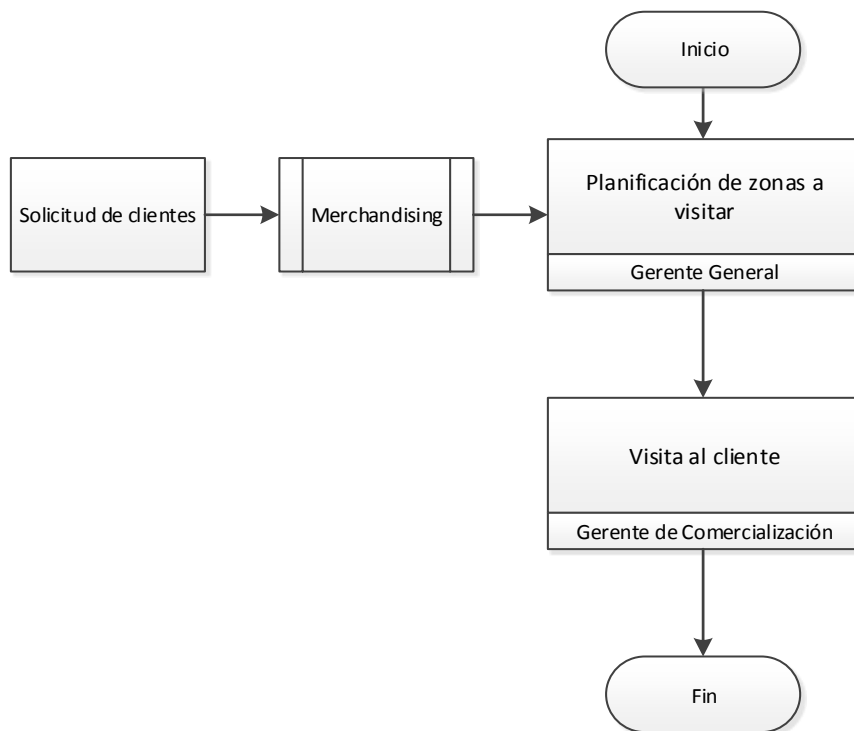 Inicio
Solicitud de clientes
Merchandising
Planificación de zonas a
visitar
Gerente General
Visita al cliente
Gerente de Comercialización
Fin